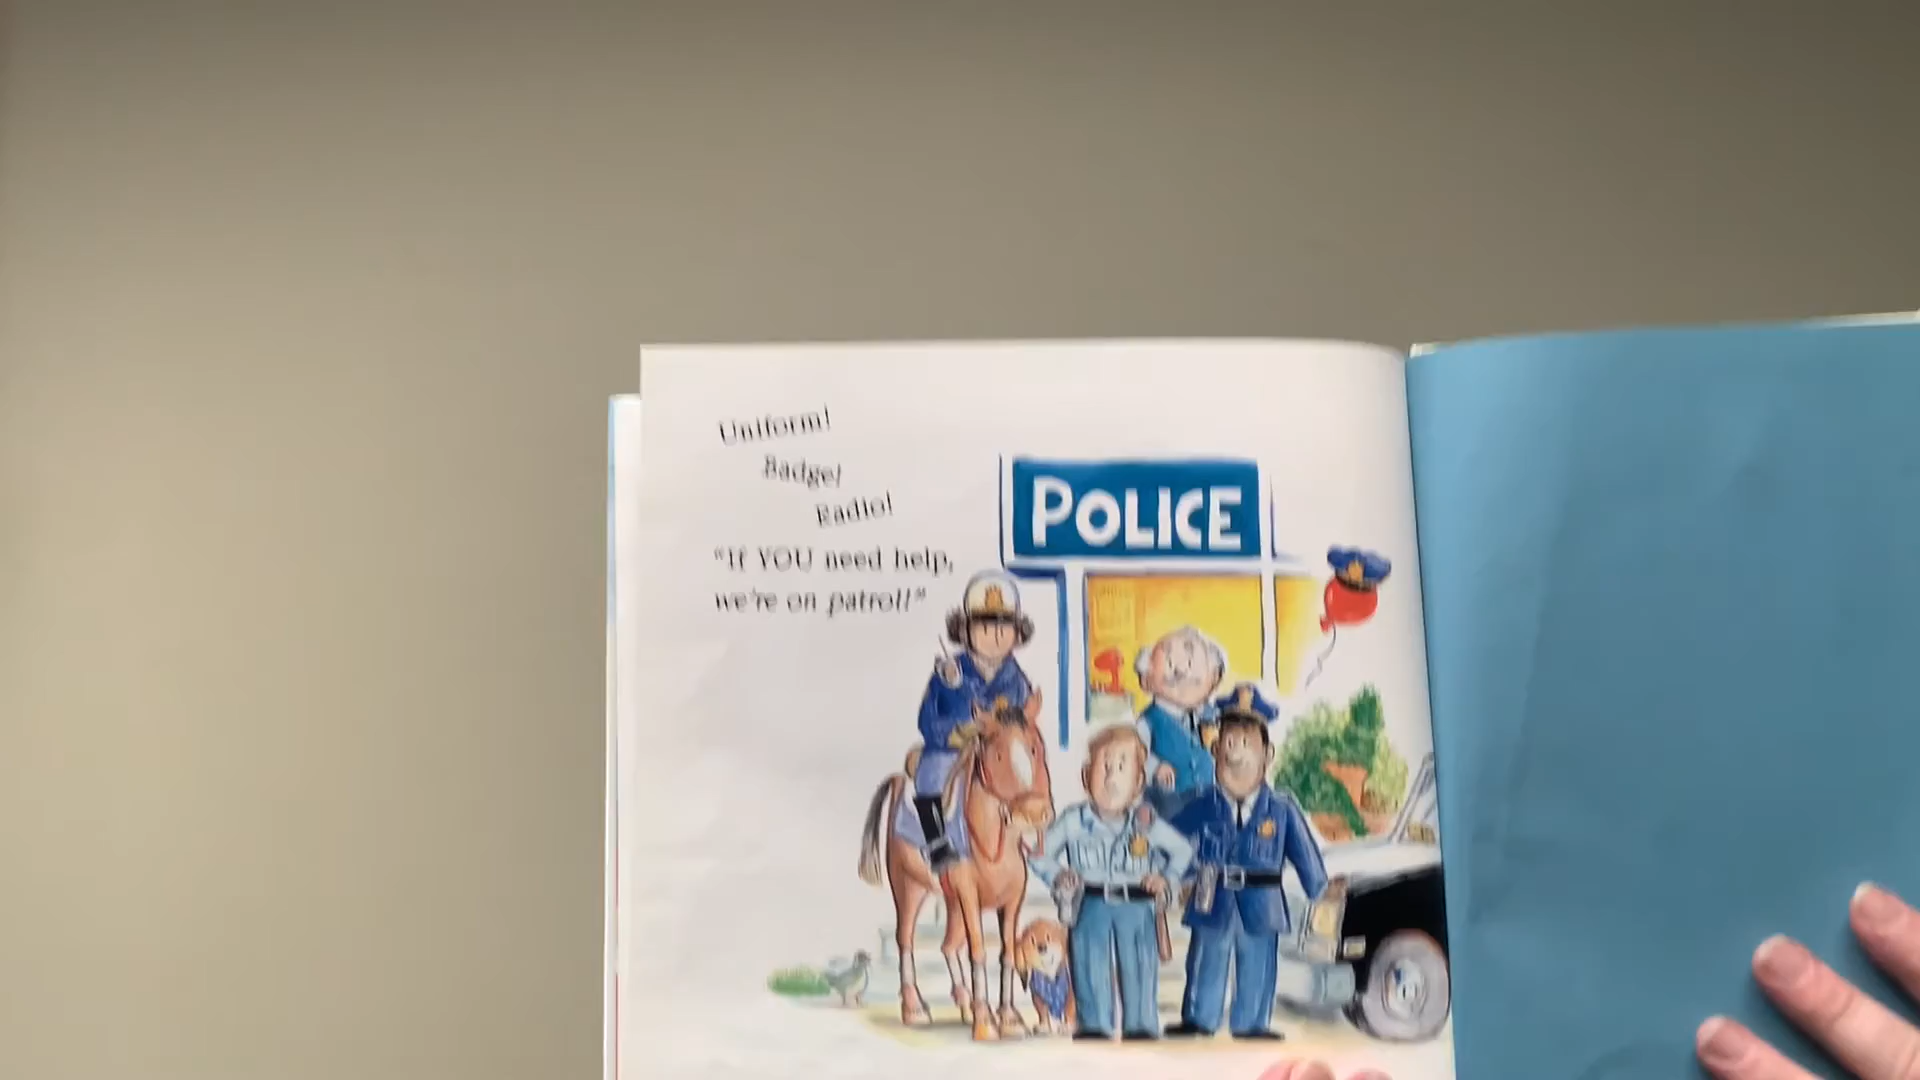 Uniform!
Badge!
Radio!
"If YOU need help,
we're on patrol!"
POLICE